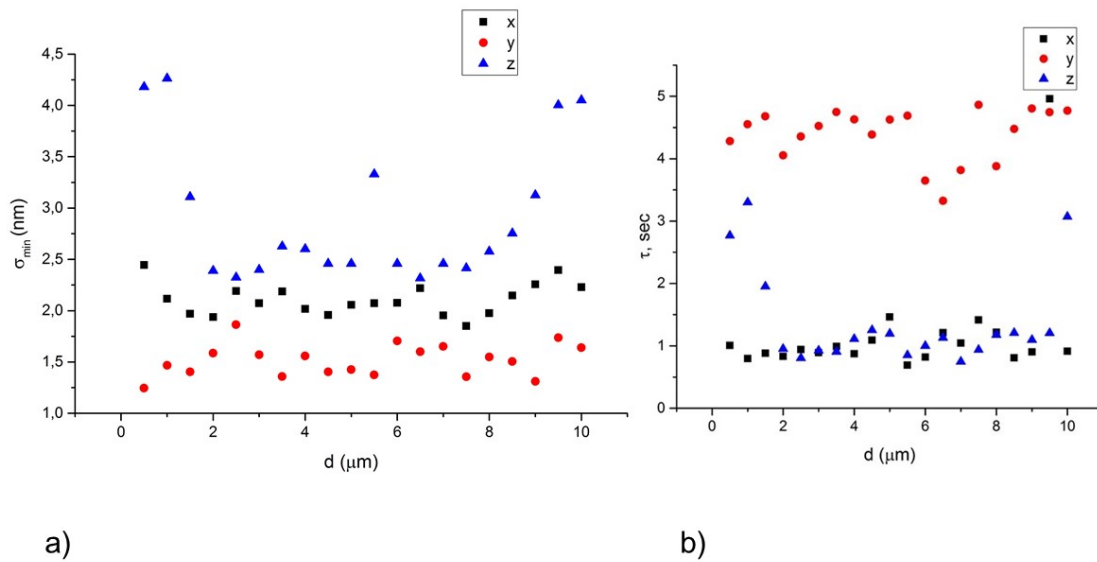 x
y
z
4,5
4,0
3,5
3,0
2,5
2,0
1,5
1,0
σmin (nm)
0 2 4 6 8 10
d (μm)
a)
x
y
z
5
4
3
2
1
0
τ, sec
0 2 4 6 8 10
d (μm)
b)